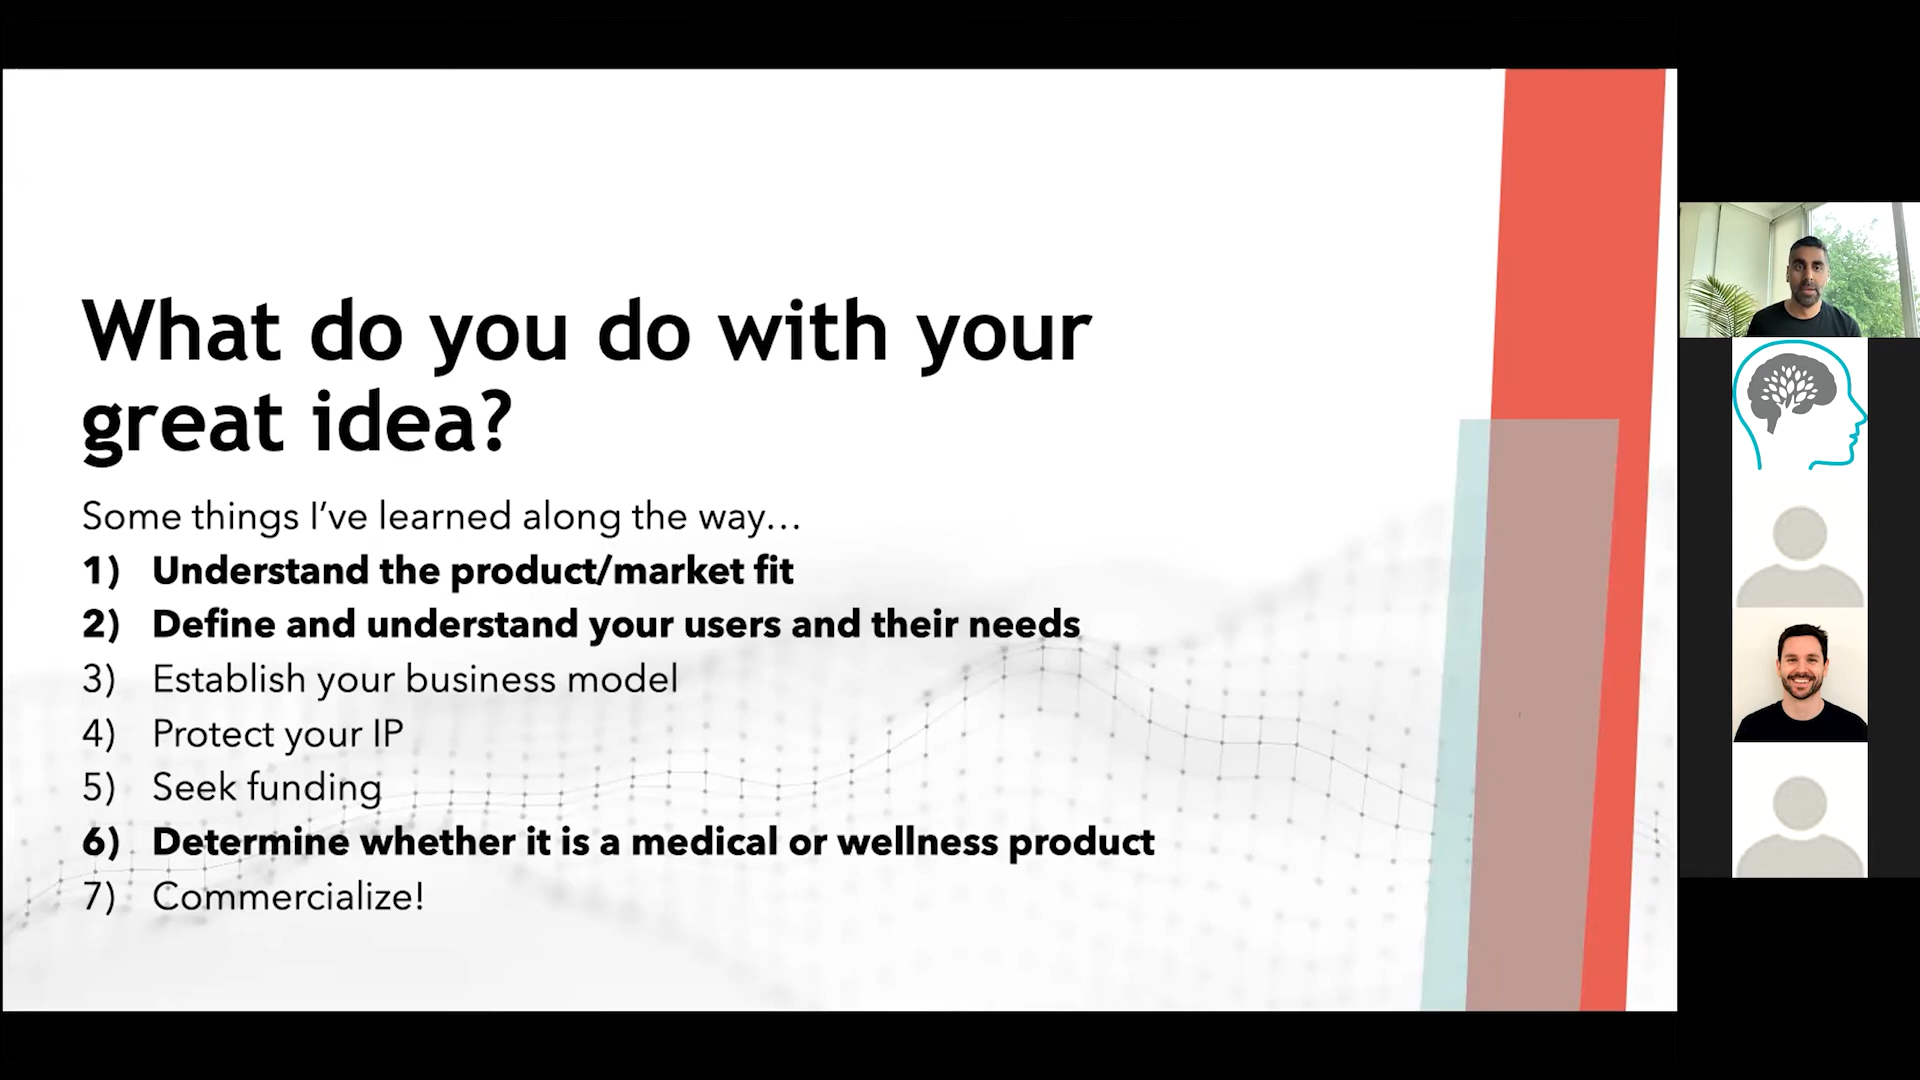 What do you do with your
great idea?
Some things I’ve learned along the way…
1) Understand the product/market fit
2) Define and understand your users and their needs
3) Establish your business model
4) Protect your IP
5) Seek funding
6) Determine whether it is a medical or wellness product
7) Commercialize!